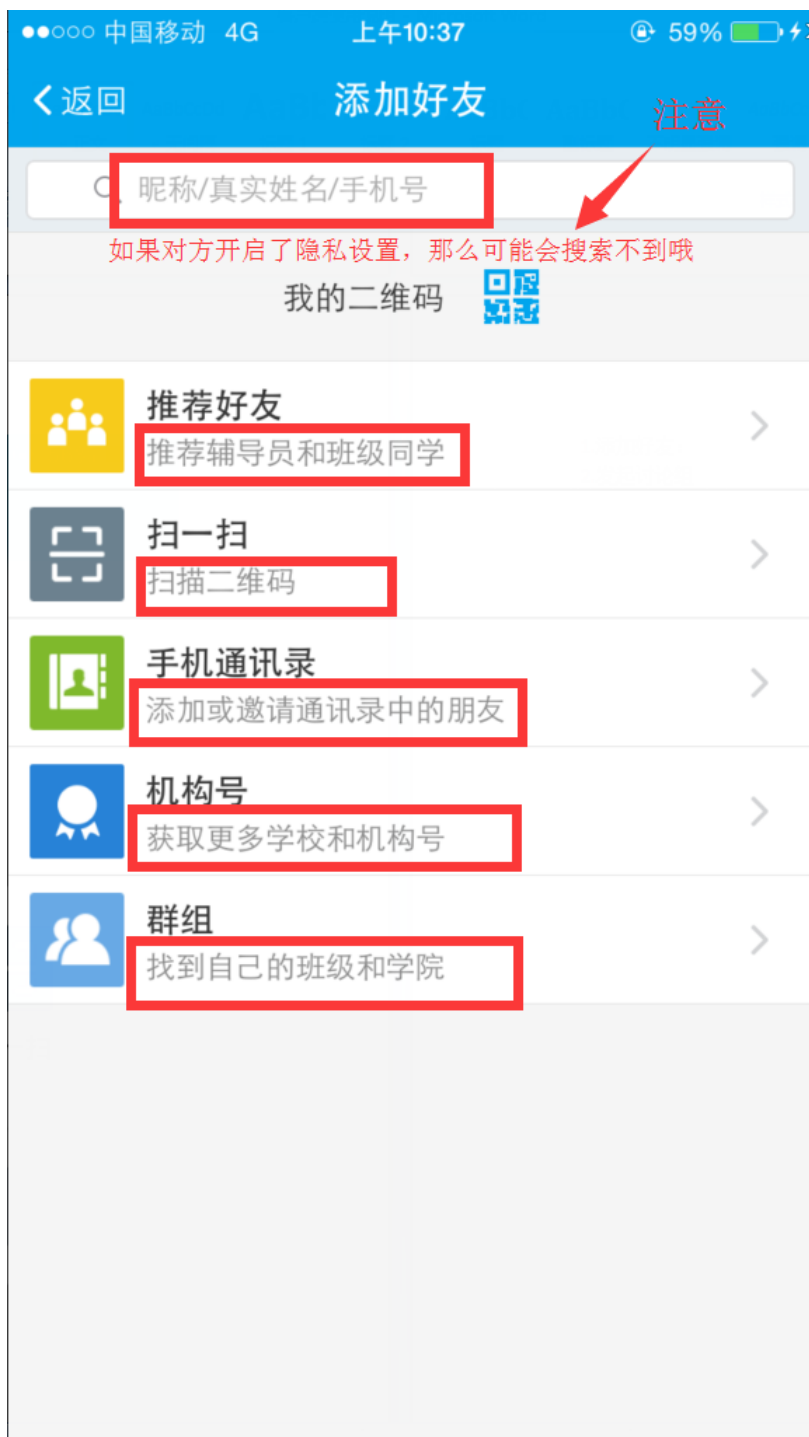 中国移动 4G 上午10:37 59%
返回 添加好友
注意
昵称/真实姓名/手机号
如果对方开启了隐私设置，那么可能会搜索不到哦
我的二维码
推荐好友
推荐辅导员和班级同学
扫一扫
扫描二维码
手机通讯录
添加或邀请通讯录中的朋友
机构号
获取更多学校和机构号
群组
找到自己的班级和学院